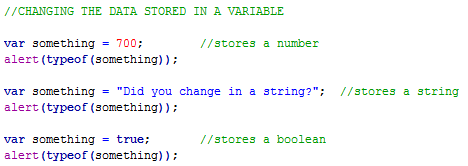 //CHANGING THE DATA STORED IN A VARIABLE
var something = 700; //stores a number
alert(typeof(something));
var something = "Did you change in a string?"; //stores a string
alert(typeof(something));
var something = true; //stores a boolean
alert(typeof(something));